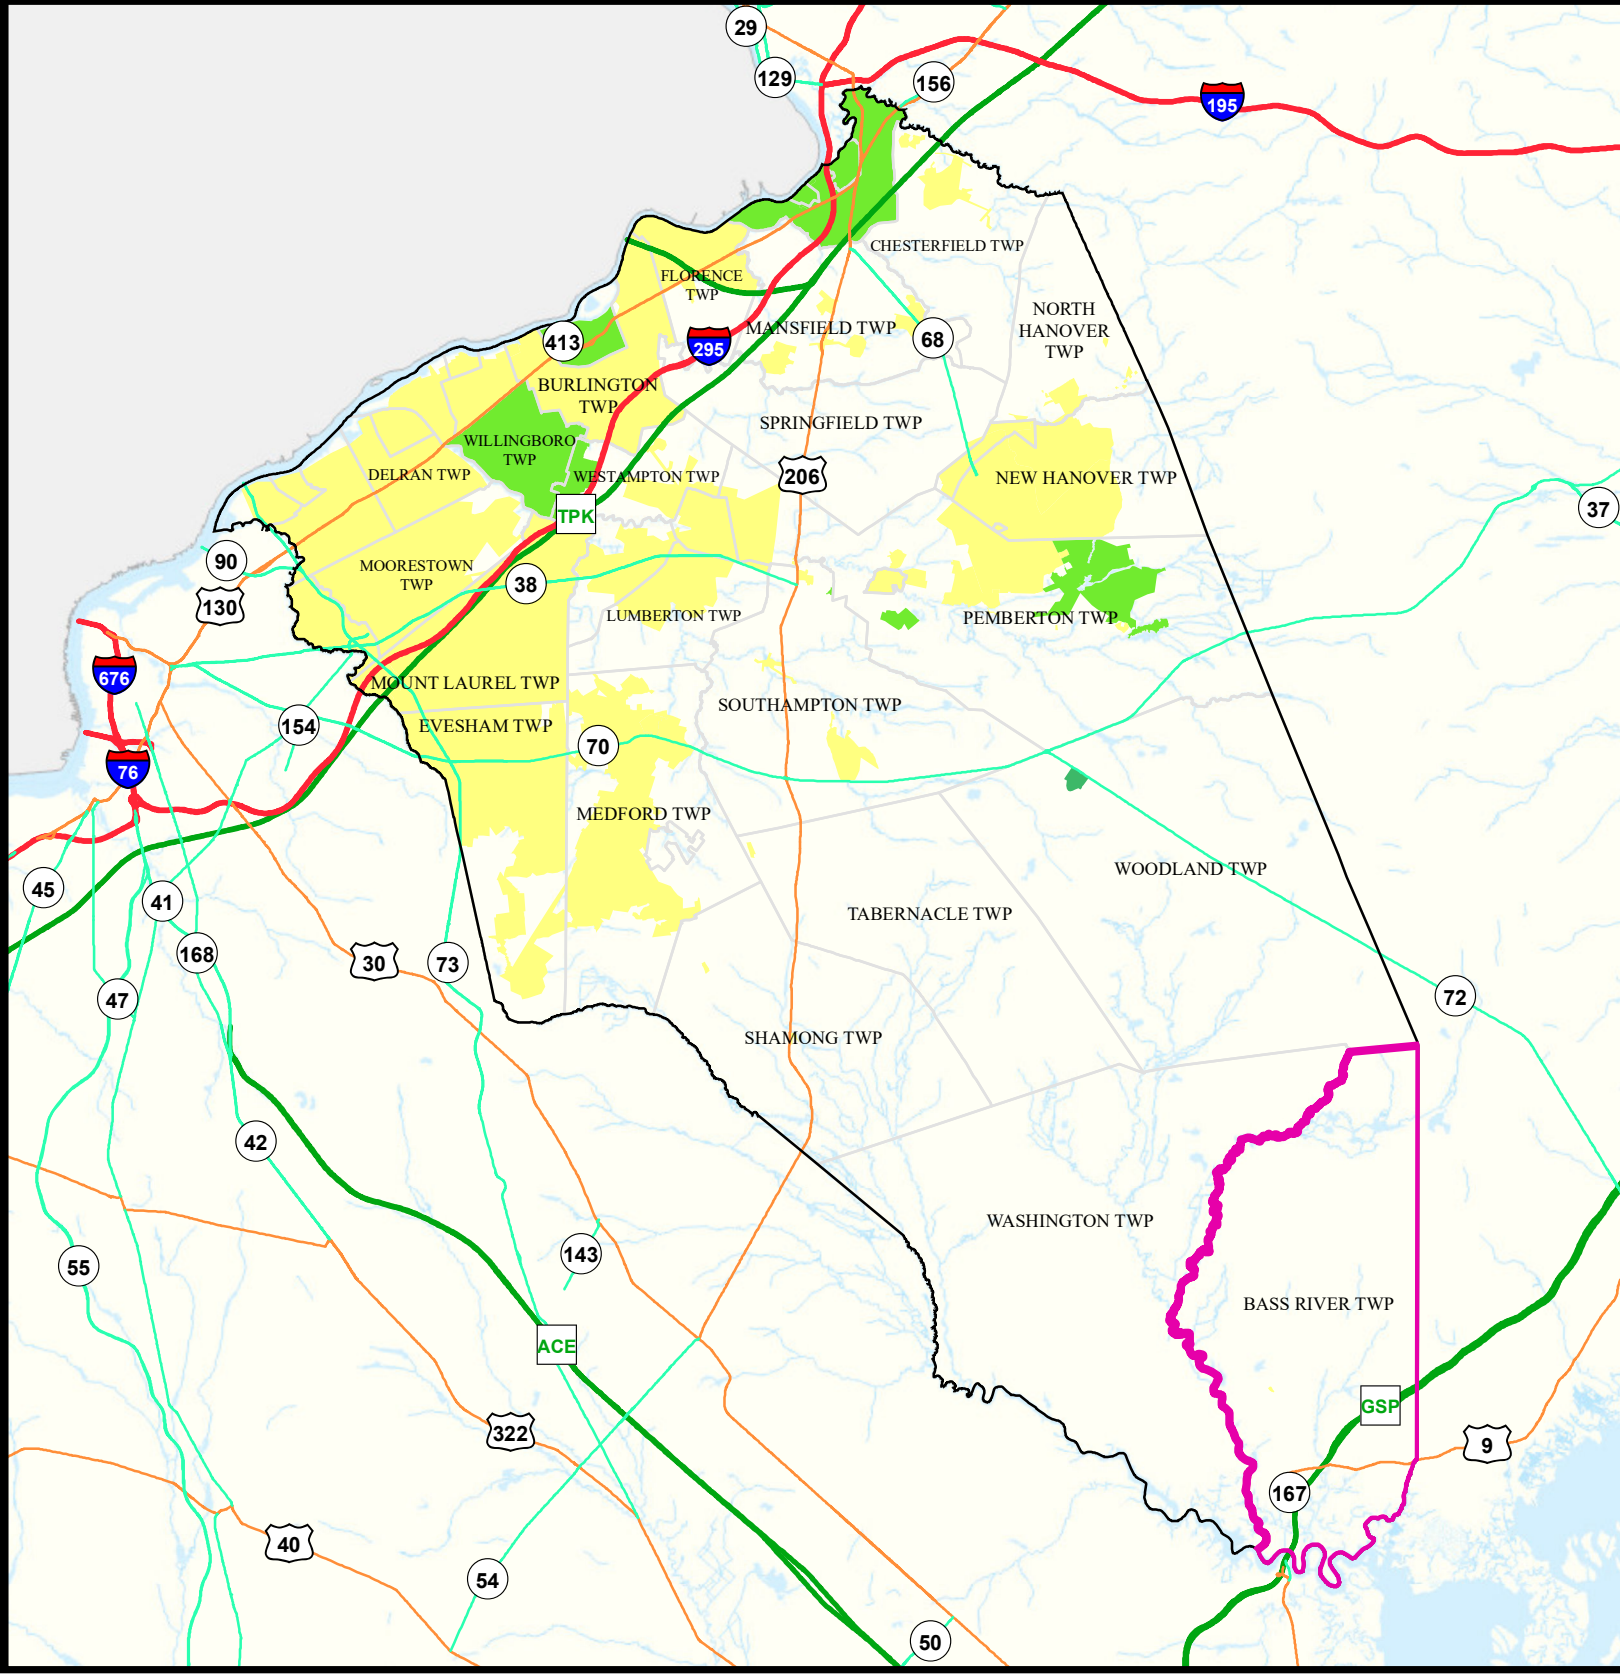 29
129
156
195
CHESTERFIELD TWP
FLORENCE
TWP
NORTH
HANOVER
TWP
MANSFIELD TWP
413
295
68
BURLINGTON
TWP
SPRINGFIELD TWP
WILLINGBORO
TWP
DELRAN TWP
WESTAMPTON TWP
206
NEW HANOVER TWP
37
TPK
90
MOORESTOWN
TWP
38
130
LUMBERTON TWP
PEMBERTON TWP
676
MOUNT LAUREL TWP
SOUTHAMPTON TWP
154
EVESHAM TWP
70
76
MEDFORD TWP
WOODLAND TWP
45
41
TABERNACLE TWP
168
30
73
47
72
SHAMONG TWP
42
WASHINGTON TWP
143
55
BASS RIVER TWP
ACE
GSP
322
9
167
40
54
50